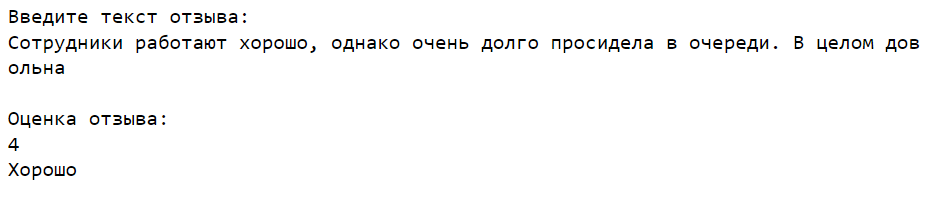 Введите текст отзыва:
Сотрудники работают хорошо, однако очень долго просидела в очереди. В целом дов
ольна
Оценка отзыва:
4
Хорошо